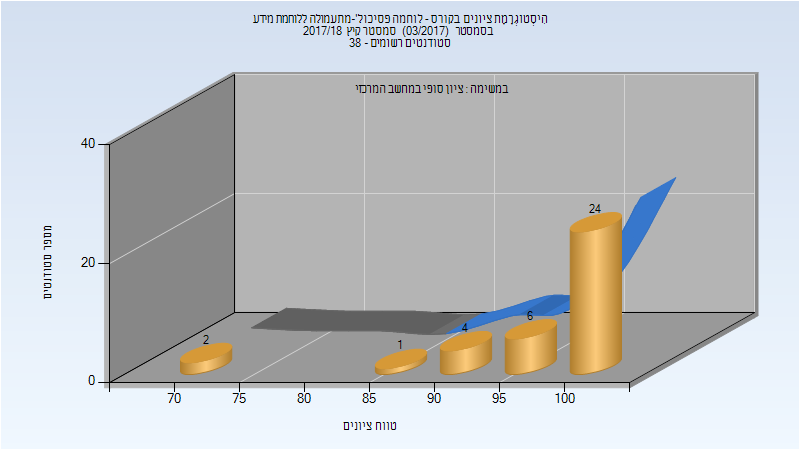 היסטוגרמת ציונים בקורס - לוחמה פסיכול'-מתעמולה ללוחמת מידע
בסמסטר (03/2017) סמסטר קיץ 2017/18
סטודנטים רשומים - 38
במשימה : ציון סופי במחשב המרכזי
40
20
0
מספר סטודנטים
2
1
4
6
24
70
75
80
85
90
95
100
טווח ציונים